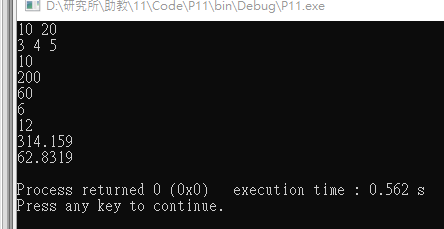 D:\研究所\助教\11\Code\P11\bin\Debug\P11.exe
10 20
3 4 5
10
200
60
6
12
314.159
62.8319
Process returned 0 (0x0)   execution time : 0.562 s
Press any key to continue.